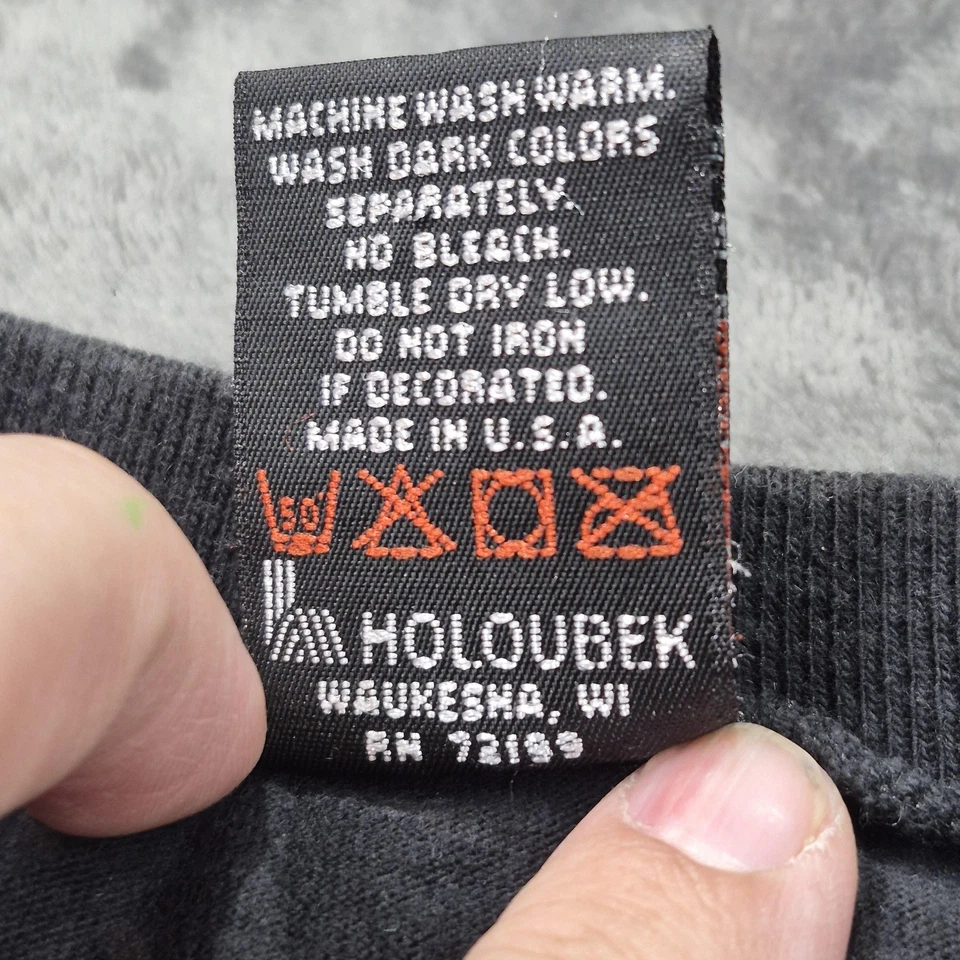 MACHINE WASH WARM.
WASH DARK COLORS
SEPARATELY.
NO BLEACH.
TUMBLE DRY LOW.
DO NOT IRON
IF DECORATED.
MADE IN U.S.A.
50
HOLOUBEK
WAUKESHA, WI
RN 73199